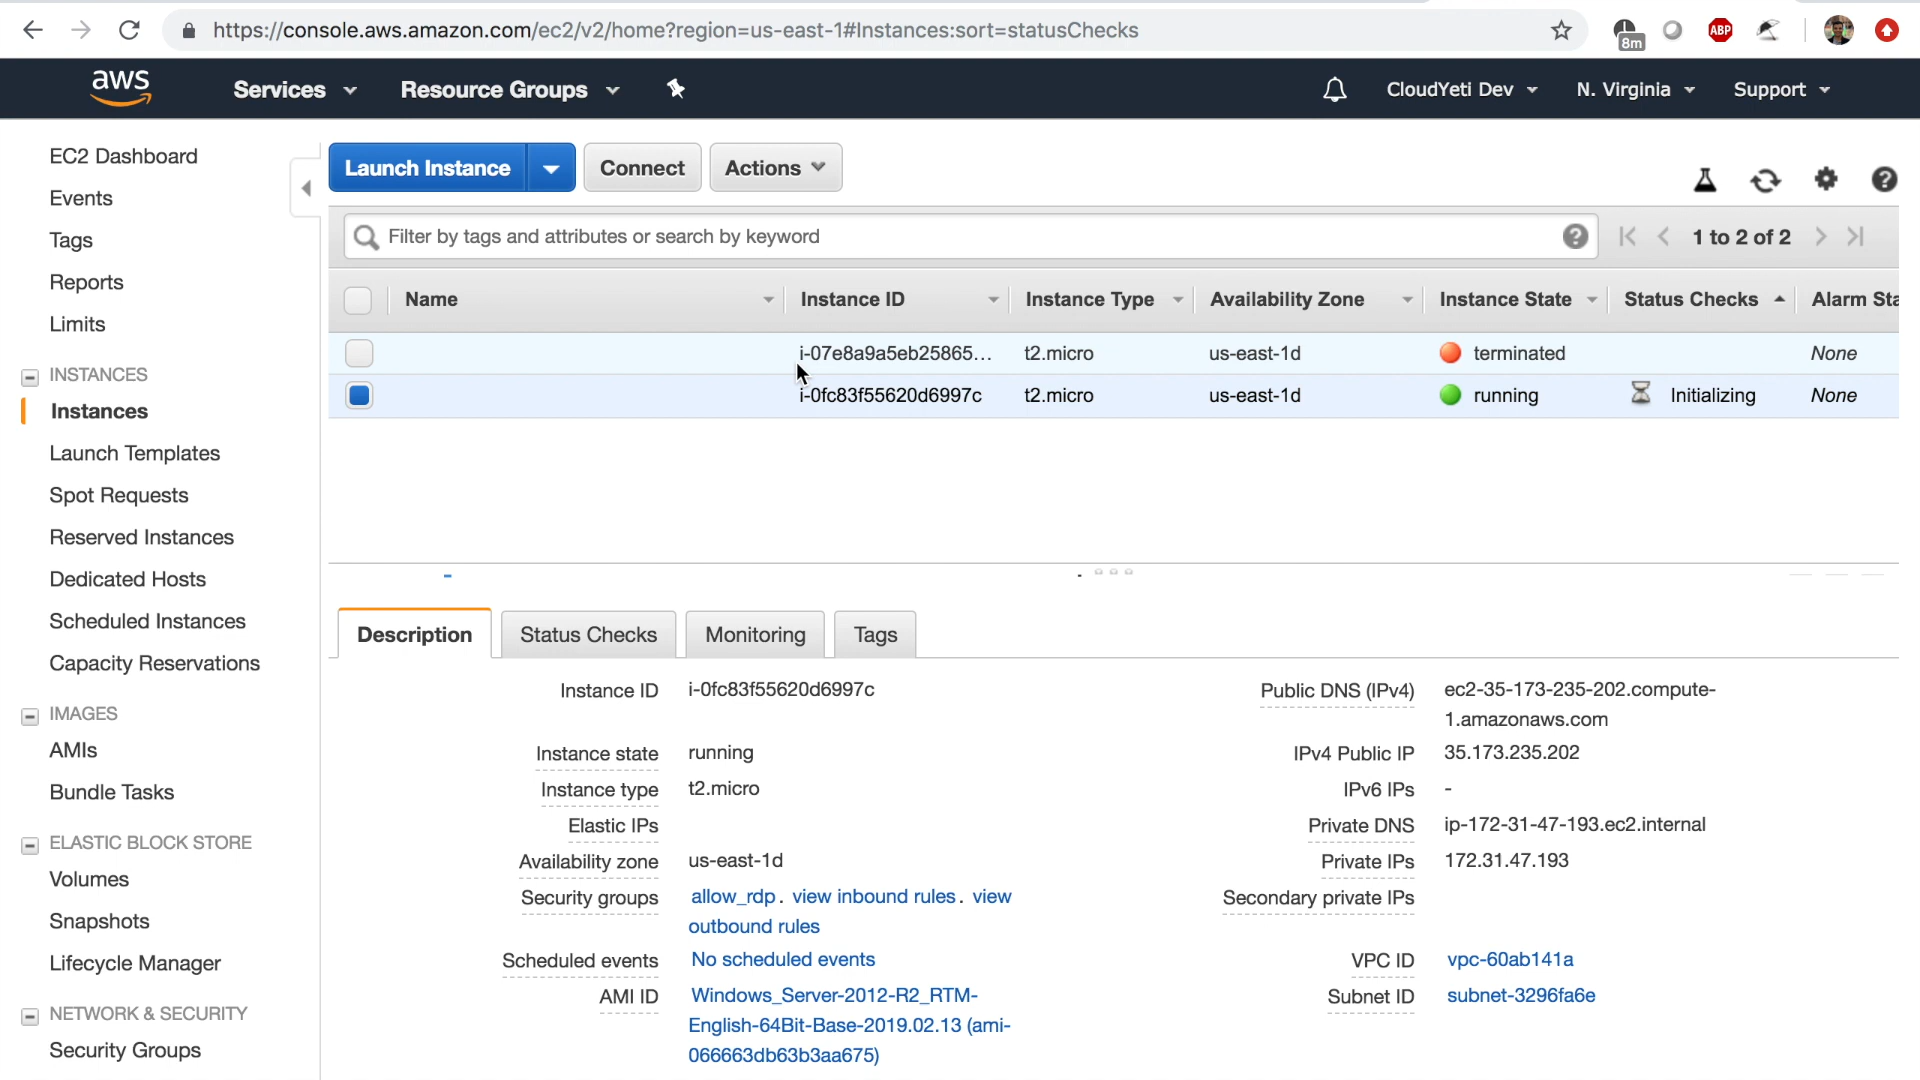 https://console.aws.amazon.com/ec2/v2/home?region=us-east-1#Instances:sort=statusChecks
8m
ABP
aws
Services
Resource Groups
CloudYeti Dev
N. Virginia
Support
EC2 Dashboard
Events
Tags
Reports
Limits
INSTANCES
Instances
Launch Templates
Spot Requests
Reserved Instances
Dedicated Hosts
Scheduled Instances
Capacity Reservations
IMAGES
AMIs
Bundle Tasks
ELASTIC BLOCK STORE
Volumes
Snapshots
Lifecycle Manager
NETWORK & SECURITY
Security Groups
Launch Instance
Connect
Actions
Filter by tags and attributes or search by keyword
1 to 2 of 2
Name Instance ID Instance Type Availability Zone Instance State Status Checks Alarm Sta
i-07e8a9a5eb25865... t2.micro us-east-1d terminated None
i-0fc83f55620d6997c t2.micro us-east-1d running Initializing None
Description
Status Checks
Monitoring
Tags
Instance ID i-0fc83f55620d6997c
Instance state running
Instance type t2.micro
Elastic IPs
Availability zone us-east-1d
Security groups allow_rdp . view inbound rules . view
outbound rules
Scheduled events No scheduled events
AMI ID Windows_Server-2012-R2_RTM-
English-64Bit-Base-2019.02.13 (ami-
066663db63b3aa675)
Public DNS (IPv4) ec2-35-173-235-202.compute-
1.amazonaws.com
IPv4 Public IP 35.173.235.202
IPv6 IPs -
Private DNS ip-172-31-47-193.ec2.internal
Private IPs 172.31.47.193
Secondary private IPs
VPC ID vpc-60ab141a
Subnet ID subnet-3296fa6e